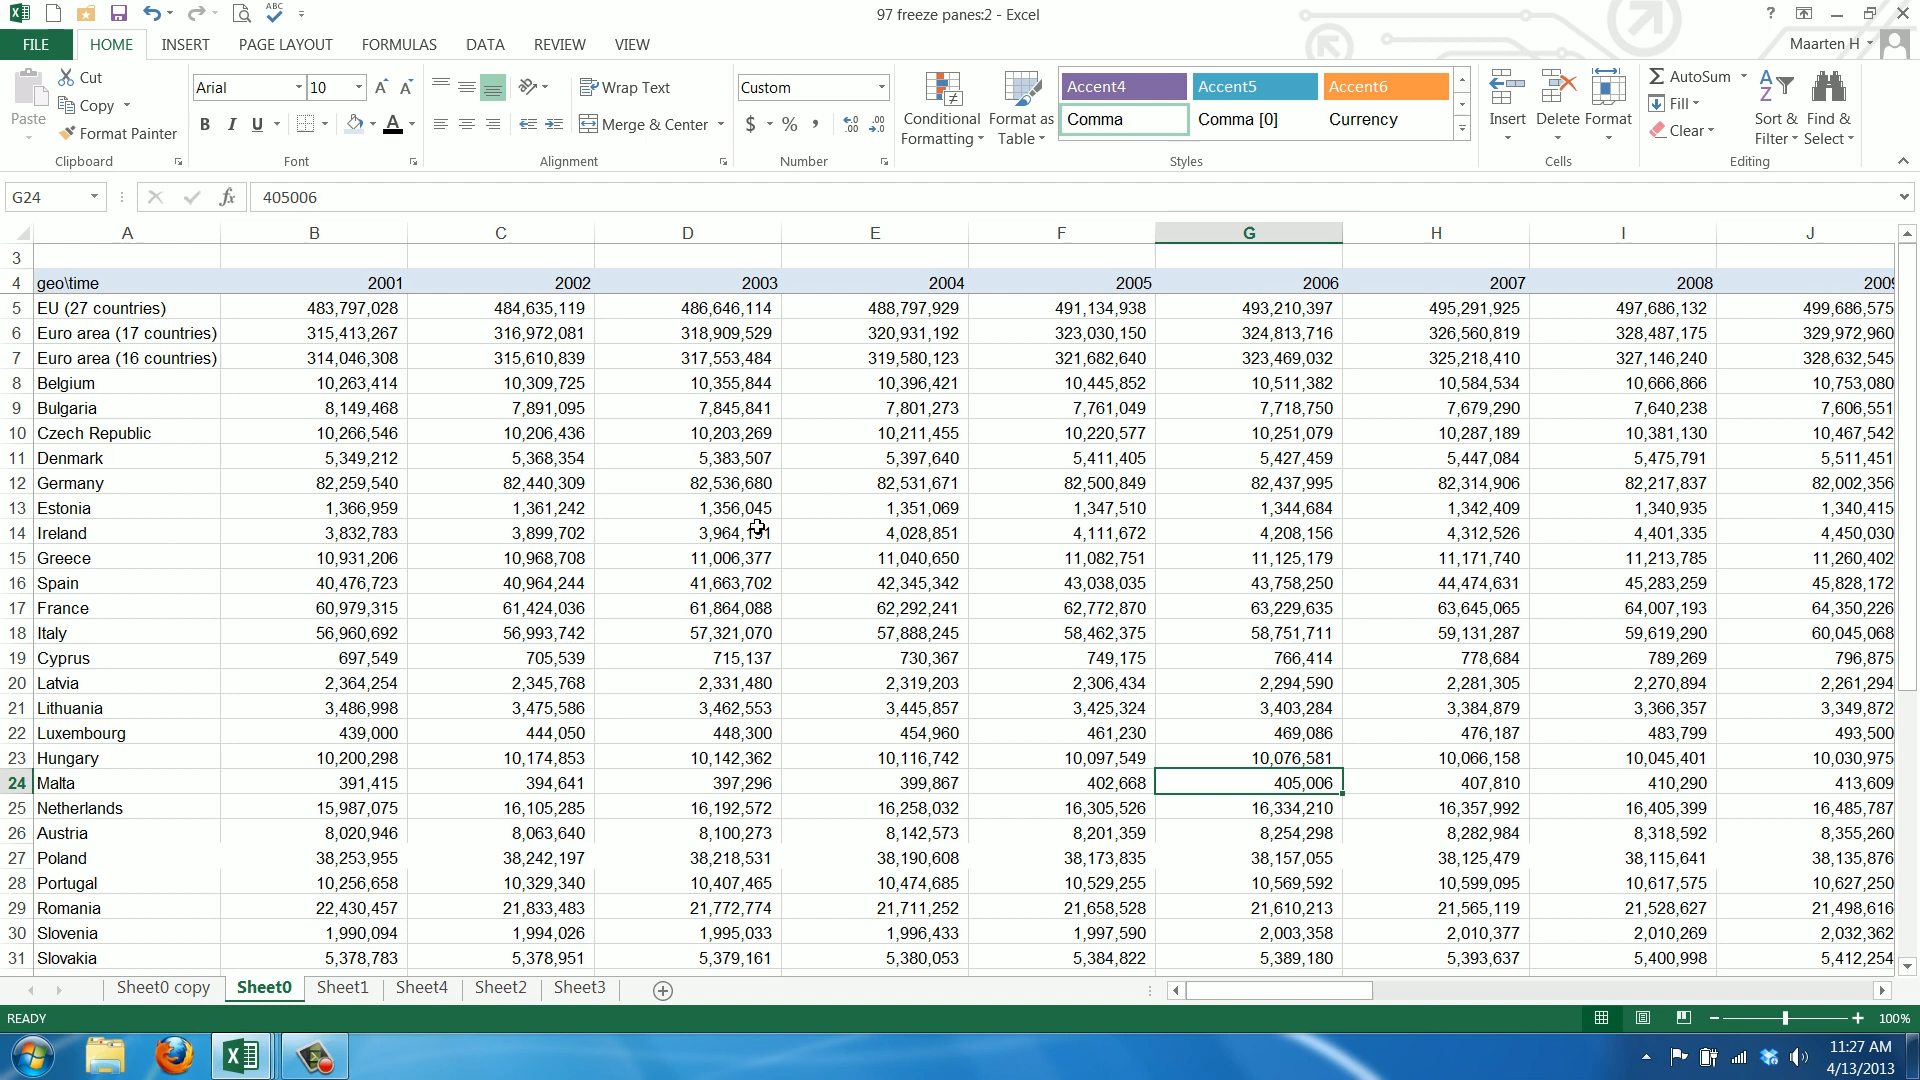 ABC
97 freeze panes:2 - Excel
?
FILE HOME INSERT PAGE LAYOUT FORMULAS DATA REVIEW VIEW
Maarten H
Paste
Cut
Copy
Format Painter
Clipboard
Arial 10
B I U
Font
Wrap Text
Merge & Center
Alignment
Custom
$ % ,
Number
Conditional Formatting
Format as Table
Accent4 Accent5 Accent6
Comma Comma [0] Currency
Styles
Insert Delete Format
Cells
AutoSum
Fill
Clear
Sort & Filter
Find & Select
Editing
G24 fx 405006
A B C D E F G H I J
3
4 geo\time 2001 2002 2003 2004 2005 2006 2007 2008 2009
5 EU (27 countries) 483,797,028 484,635,119 486,646,114 488,797,929 491,134,938 493,210,397 495,291,925 497,686,132 499,686,575
6 Euro area (17 countries) 315,413,267 316,972,081 318,909,529 320,931,192 323,030,150 324,813,716 326,560,819 328,487,175 329,972,960
7 Euro area (16 countries) 314,046,308 315,610,839 317,553,484 319,580,123 321,682,640 323,469,032 325,218,410 327,146,240 328,632,545
8 Belgium 10,263,414 10,309,725 10,355,844 10,396,421 10,445,852 10,511,382 10,584,534 10,666,866 10,753,080
9 Bulgaria 8,149,468 7,891,095 7,845,841 7,801,273 7,761,049 7,718,750 7,679,290 7,640,238 7,606,551
10 Czech Republic 10,266,546 10,206,436 10,203,269 10,211,455 10,220,577 10,251,079 10,287,189 10,381,130 10,467,542
11 Denmark 5,349,212 5,368,354 5,383,507 5,397,640 5,411,405 5,427,459 5,447,084 5,475,791 5,511,451
12 Germany 82,259,540 82,440,309 82,536,680 82,531,671 82,500,849 82,437,995 82,314,906 82,217,837 82,002,356
13 Estonia 1,366,959 1,361,242 1,356,045 1,351,069 1,347,510 1,344,684 1,342,409 1,340,935 1,340,415
14 Ireland 3,832,783 3,899,702 4,028,851 4,111,672 4,208,156 4,312,526 4,401,335 4,450,030
15 Greece 10,931,206 10,968,708 11,006,377 11,040,650 11,082,751 11,125,179 11,171,740 11,213,785 11,260,402
16 Spain 40,476,723 40,964,244 41,663,702 42,345,342 43,038,035 43,758,250 44,474,631 45,283,259 45,828,172
17 France 60,979,315 61,424,036 61,864,088 62,292,241 62,772,870 63,229,635 63,645,065 64,007,193 64,350,226
18 Italy 56,960,692 56,993,742 57,321,070 57,888,245 58,462,375 58,751,711 59,131,287 59,619,290 60,045,068
19 Cyprus 697,549 705,539 715,137 730,367 749,175 766,414 778,684 789,269 796,875
20 Latvia 2,364,254 2,345,768 2,331,480 2,319,203 2,306,434 2,294,590 2,281,305 2,270,894 2,261,294
21 Lithuania 3,486,998 3,475,586 3,462,553 3,445,857 3,425,324 3,403,284 3,384,879 3,366,357 3,349,872
22 Luxembourg 439,000 444,050 448,300 454,960 461,230 469,086 476,187 483,799 493,500
23 Hungary 10,200,298 10,174,853 10,142,362 10,116,742 10,097,549 10,076,581 10,066,158 10,045,401 10,030,975
24 Malta 391,415 394,641 397,296 399,867 402,668 405,006 407,810 410,290 413,609
25 Netherlands 15,987,075 16,105,285 16,192,572 16,258,032 16,305,526 16,334,210 16,357,992 16,405,399 16,485,787
26 Austria 8,020,946 8,063,640 8,100,273 8,142,573 8,201,359 8,254,298 8,282,984 8,318,592 8,355,260
27 Poland 38,253,955 38,242,197 38,218,531 38,190,608 38,173,835 38,157,055 38,125,479 38,115,641 38,135,876
28 Portugal 10,256,658 10,329,340 10,407,465 10,474,685 10,529,255 10,569,592 10,599,095 10,617,575 10,627,250
29 Romania 22,430,457 21,833,483 21,772,774 21,711,252 21,658,528 21,610,213 21,565,119 21,528,627 21,498,616
30 Slovenia 1,990,094 1,994,026 1,995,033 1,996,433 1,997,590 2,003,358 2,010,377 2,010,269 2,032,362
31 Slovakia 5,378,783 5,378,951 5,379,161 5,380,053 5,384,822 5,389,180 5,393,637 5,400,998 5,412,254
Sheet0 copy Sheet0 Sheet1 Sheet4 Sheet2 Sheet3
READY 100%
11:27 AM
4/13/2013